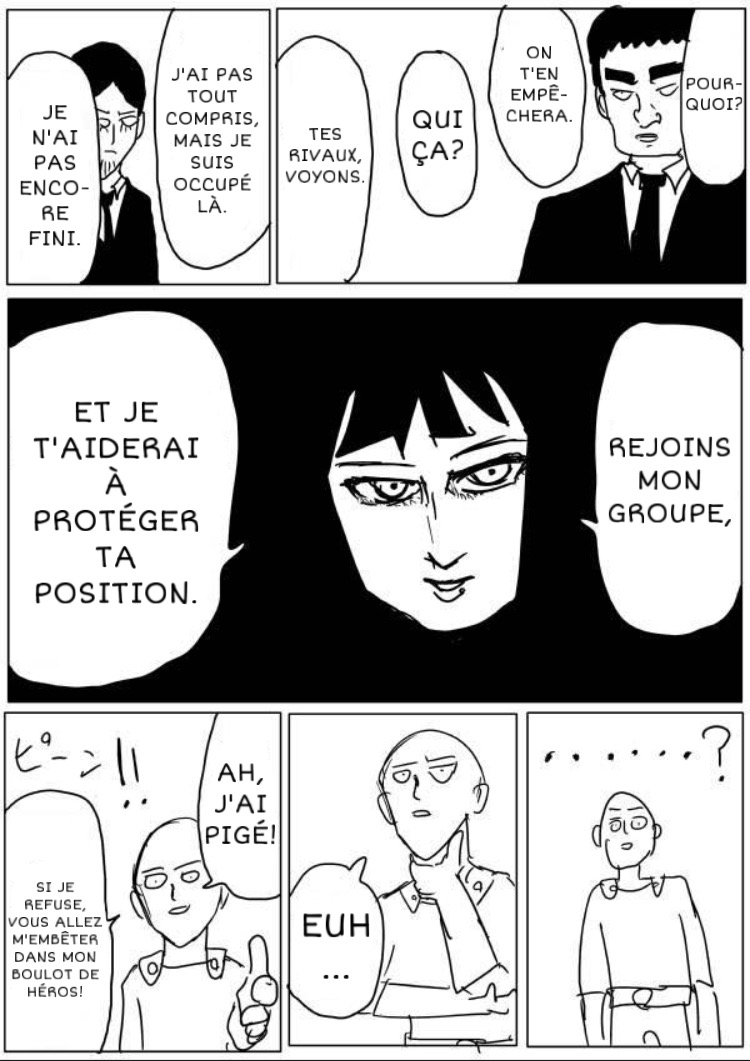 POUR-
QUOI?
ON
T'EN
EMPÊ-
CHERA.
QUI
ÇA?
TES
RIVAUX,
VOYONS.
J'AI PAS
TOUT
COMPRIS,
MAIS JE
SUIS
OCCUPÉ
LÀ.
JE
N'AI
PAS
ENCO-
RE
FINI.
REJOINS
MON
GROUPE,
ET JE
T'AIDERAI
À
PROTÉGER
TA
POSITION.
......?
EUH
...
AH,
J'AI
PIGÉ!
ピーン!!
SI JE
REFUSE,
VOUS ALLEZ
M'EMBÊTER
DANS MON
BOULOT DE
HÉROS!